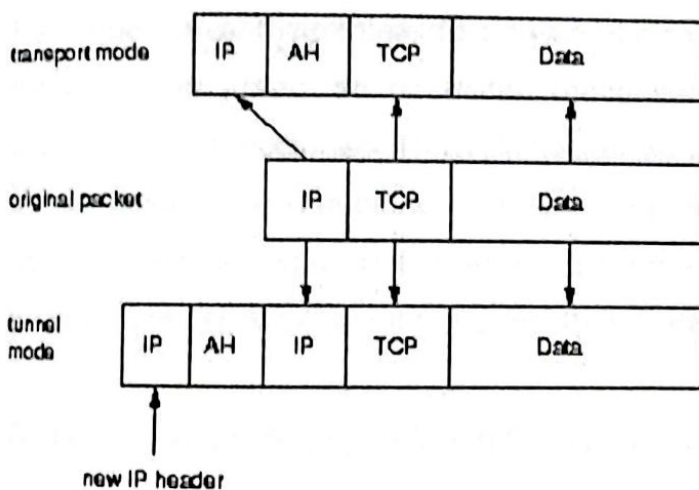 transport mode IP AH TCP Data
original packet IP TCP Data
tunnel
mode IP AH IP TCP Data
new IP header